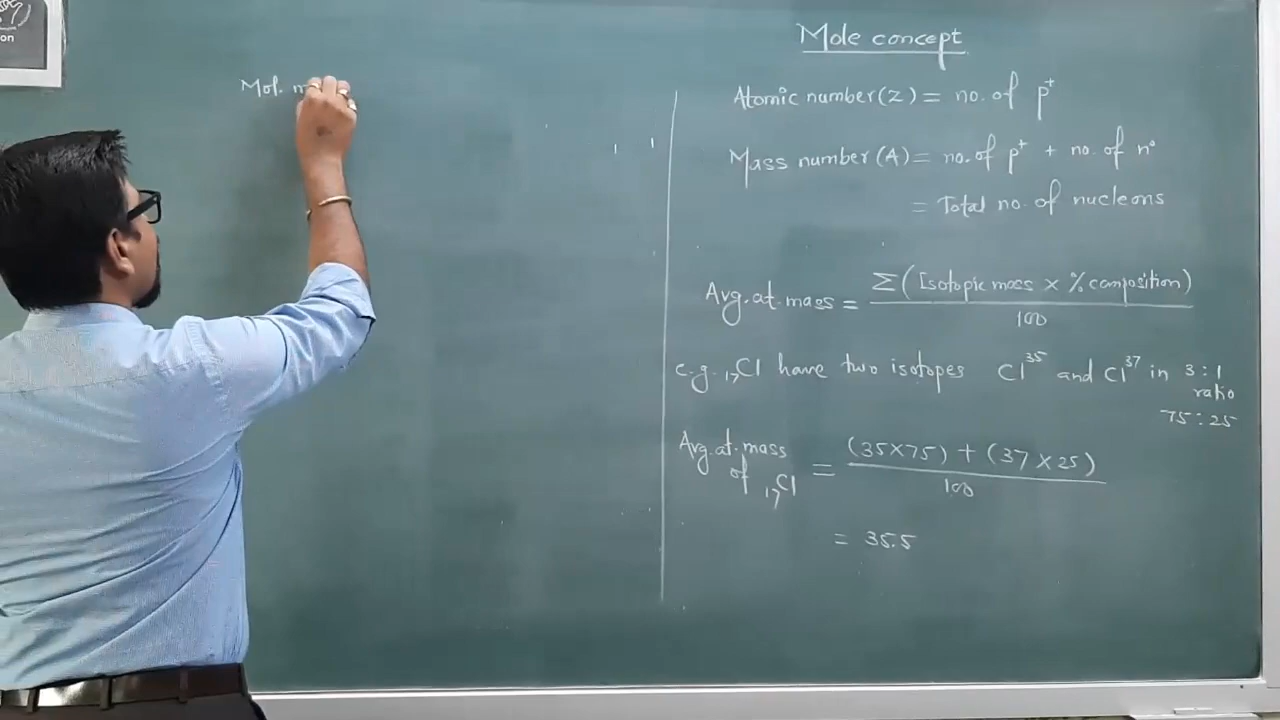 on
Mol. m
Mole concept
Atomic number(Z) = no. of p⁺
Mass number (A) = no. of p⁺ + no. of n°
= Total no. of nucleons
Avg. at. mass = Σ (Isotopic mass × % composition)
100
e.g. ₁₇Cl have two isotopes Cl³⁵ and Cl³⁷ in 3 : 1
ratio
75 : 25
Avg. at. mass
of ₁₇Cl = (35×75) + (37×25)
100
= 35.5